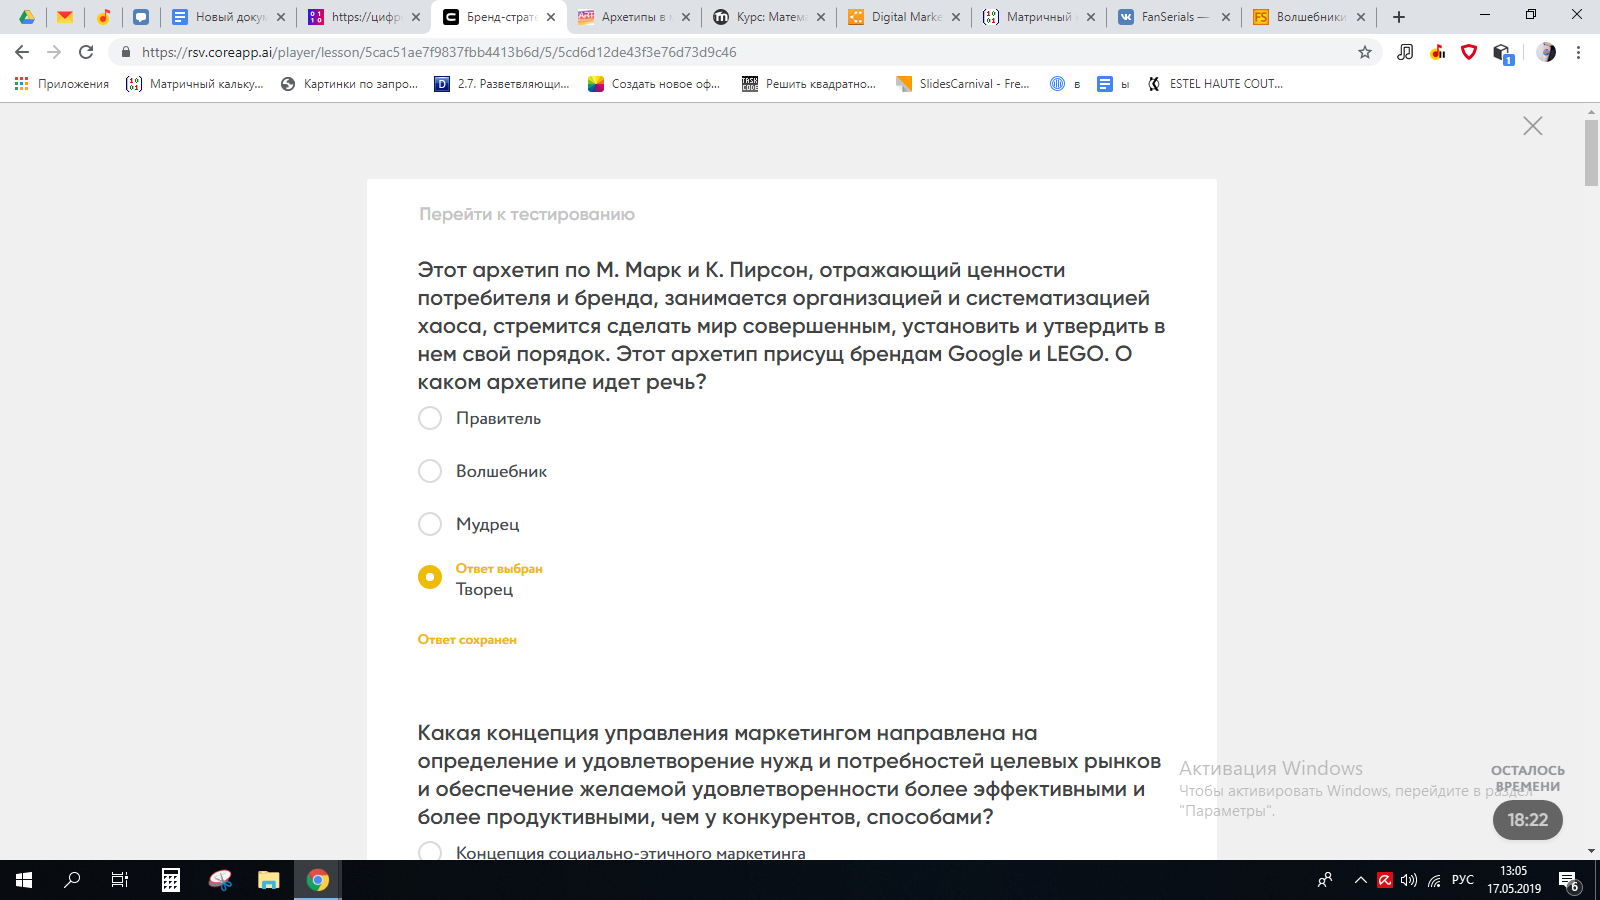 Новый докум
https://цифр
Бренд-страте
Архетипы в м
Курс: Матема
Digital Marke
Матричный к
FanSerials —
Волшебники
https://rsv.coreapp.ai/player/lesson/5cac51ae7f9837fbb4413b6d/5/5cd6d12de43f3e76d73d9c46
Приложения
Матричный кальку...
Картинки по запро...
2.7. Разветвляющи...
Создать новое оф...
Решить квадратно...
SlidesCarnival - Fre...
в
ы
ESTEL HAUTE COUT...
Перейти к тестированию
Этот архетип по М. Марк и К. Пирсон, отражающий ценности
потребителя и бренда, занимается организацией и систематизацией
хаоса, стремится сделать мир совершенным, установить и утвердить в
нем свой порядок. Этот архетип присущ брендам Google и LEGO. О
каком архетипе идет речь?
Правитель
Волшебник
Мудрец
Ответ выбран
Творец
Ответ сохранен
Какая концепция управления маркетингом направлена на
определение и удовлетворение нужд и потребностей целевых рынков
и обеспечение желаемой удовлетворенности более эффективными и
более продуктивными, чем у конкурентов, способами?
Концепция социально-этичного маркетинга
Активация Windows
Чтобы активировать Windows, перейдите в раздел
"Параметры".
ОСТАЛОСЬ
ВРЕМЕНИ
18:22
РУС
13:05
17.05.2019
6